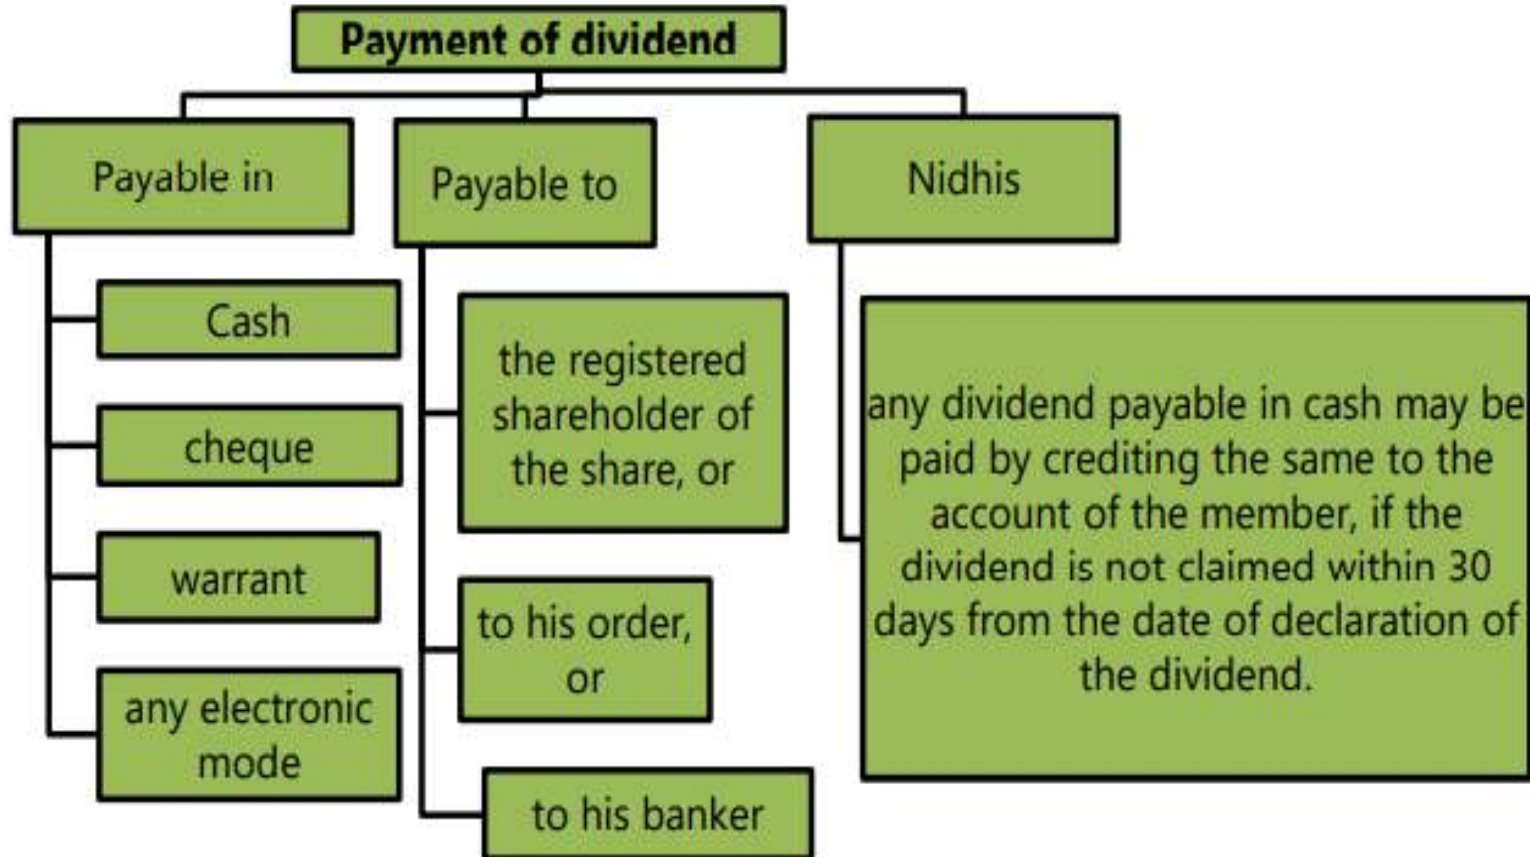 Payment of dividend
Payable in
Cash
cheque
warrant
any electronic
mode
Payable to
the registered
shareholder of
the share, or
to his order,
or
to his banker
Nidhis
any dividend payable in cash may be
paid by crediting the same to the
account of the member, if the
dividend is not claimed within 30
days from the date of declaration of
the dividend.